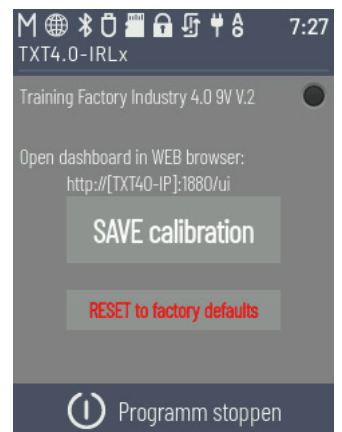 M 7:27
TXT4.0-IRLx
Training Factory Industry 4.0 9V V.2
Open dashboard in WEB browser:
http://[TXT40-IP]:1880/ui
SAVE calibration
RESET to factory defaults
Programm stoppen